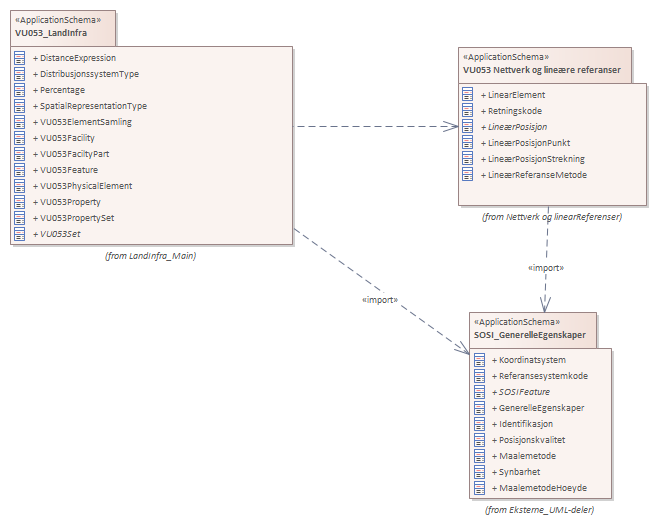 «ApplicationSchema»
VU053_LandInfra
+ DistanceExpression
+ DistribusjonssystemType
+ Percentage
+ SpatialRepresentationType
+ VU053ElementSamling
+ VU053Facility
+ VU053FaciltyPart
+ VU053Feature
+ VU053PhysicalElement
+ VU053Property
+ VU053PropertySet
+ VU053Set
(from LandInfra_Main)
«ApplicationSchema»
VU053 Nettverk og lineære referanser
+ LinearElement
+ Retningskode
+ LineærPosisjon
+ LineærPosisjonPunkt
+ LineærPosisjonStrekning
+ LineærReferanseMetode
(from Nettverk og linearReferenser)
«import»
«import»
«ApplicationSchema»
SOSI_GenerelleEgenskaper
+ Koordinatsystem
+ Referansesystemkode
+ SOSIFeature
+ GenerelleEgenskaper
+ Identifikasjon
+ Posisjonskvalitet
+ Maalemetode
+ Synbarhet
+ MaalemetodeHoeyde
(from Eksterne_UML-deler)